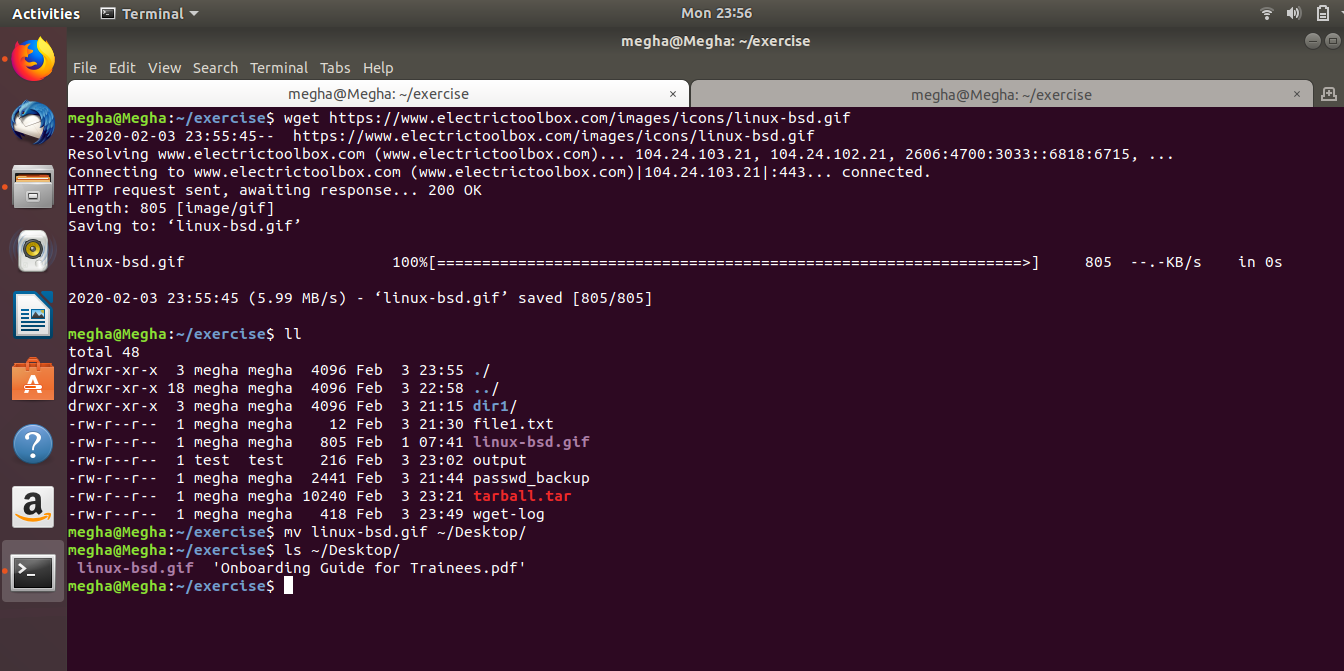 Activities Terminal Mon 23:56
megha@Megha: ~/exercise
File Edit View Search Terminal Tabs Help
megha@Megha: ~/exercise × megha@Megha: ~/exercise ×
megha@Megha:~/exercise$ wget https://www.electrictoolbox.com/images/icons/linux-bsd.gif
--2020-02-03 23:55:45--  https://www.electrictoolbox.com/images/icons/linux-bsd.gif
Resolving www.electrictoolbox.com (www.electrictoolbox.com)... 104.24.103.21, 104.24.102.21, 2606:4700:3033::6818:6715, ...
Connecting to www.electrictoolbox.com (www.electrictoolbox.com)|104.24.103.21|:443... connected.
HTTP request sent, awaiting response... 200 OK
Length: 805 [image/gif]
Saving to: ‘linux-bsd.gif’
linux-bsd.gif                       100%[=================================================================>]     805  --.-KB/s    in 0s
2020-02-03 23:55:45 (5.99 MB/s) - ‘linux-bsd.gif’ saved [805/805]
megha@Megha:~/exercise$ ll
total 48
drwxr-xr-x  3 megha megha  4096 Feb  3 23:55 ./
drwxr-xr-x 18 megha megha  4096 Feb  3 22:58 ../
drwxr-xr-x  3 megha megha  4096 Feb  3 21:15 dir1/
-rw-r--r--  1 megha megha    12 Feb  3 21:30 file1.txt
-rw-r--r--  1 megha megha   805 Feb  1 07:41 linux-bsd.gif
-rw-r--r--  1 test  test    216 Feb  3 23:02 output
-rw-r--r--  1 megha megha  2441 Feb  3 21:44 passwd_backup
-rw-r--r--  1 megha megha 10240 Feb  3 23:21 tarball.tar
-rw-r--r--  1 megha megha   418 Feb  3 23:49 wget-log
megha@Megha:~/exercise$ mv linux-bsd.gif ~/Desktop/
megha@Megha:~/exercise$ ls ~/Desktop/
 linux-bsd.gif  'Onboarding Guide for Trainees.pdf'
megha@Megha:~/exercise$